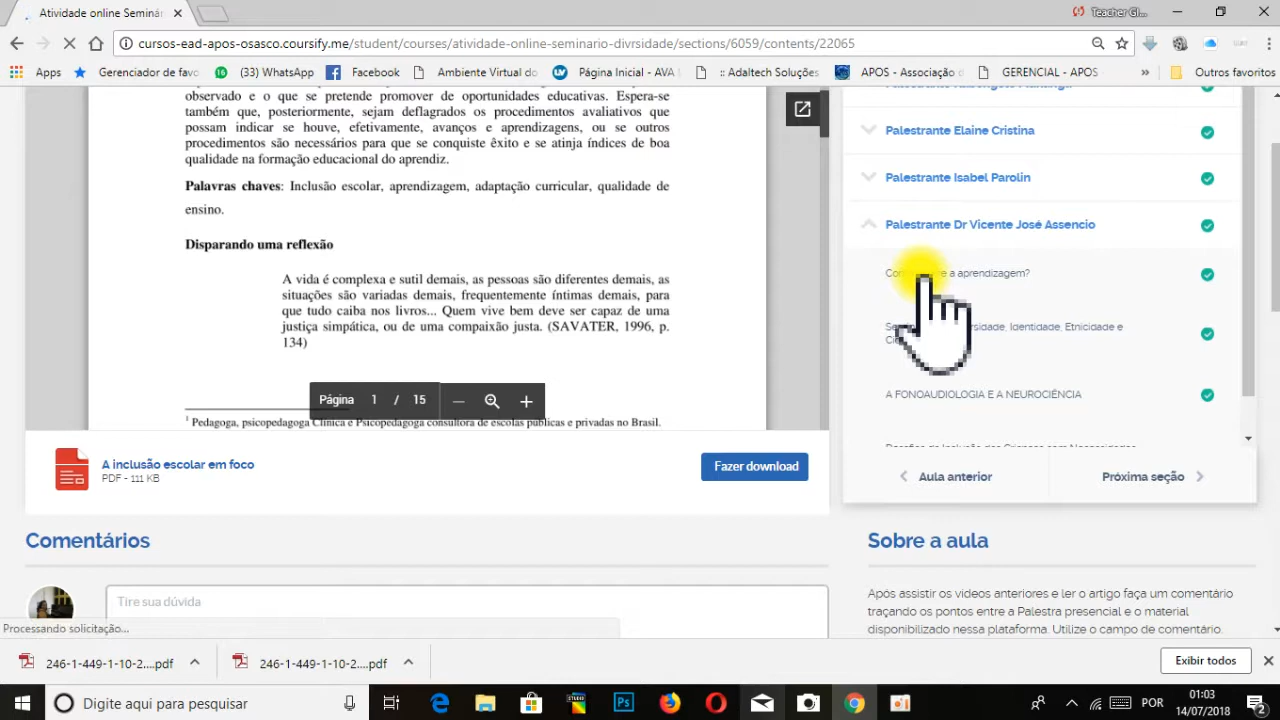 Atividade online Seminár
Teacher Gl...
cursos-ead-apos-osasco.coursify.me/student/courses/atividade-online-seminario-divrsidade/sections/6059/contents/22065
Apps
Gerenciador de favo
(33) WhatsApp
Facebook
Ambiente Virtual do
Página Inicial - AVA
:: Adaltech Soluções
APOS - Associação d
GERENCIAL - APOS
»
Outros favoritos
observado e o que se pretende promover de oportunidades educativas. Espera-se
também que, posteriormente, sejam deflagrados os procedimentos avaliativos que
possam indicar se houve, efetivamente, avanços e aprendizagens, ou se outros
procedimentos são necessários para que se conquiste êxito e se atinja índices de boa
qualidade na formação educacional do aprendiz.
Palavras chaves: Inclusão escolar, aprendizagem, adaptação curricular, qualidade de
ensino.
Disparando uma reflexão
A vida é complexa e sutil demais, as pessoas são diferentes demais, as
situações são variadas demais, frequentemente íntimas demais, para
que tudo caiba nos livros... Quem vive bem deve ser capaz de uma
justiça simpática, ou de uma compaixão justa. (SAVATER, 1996, p.
134)
Página 1 / 15
1 Pedagoga, psicopedagoga Clínica e Psicopedagoga consultora de escolas públicas e privadas no Brasil.
A inclusão escolar em foco
PDF - 111 KB
Fazer download
Comentários
Tire sua dúvida
Processando solicitação...
Palestrante Elaine Cristina
Palestrante Isabel Parolin
Palestrante Dr Vicente José Assencio
a aprendizagem?
Identidade, Etnicidade e
A FONOAUDIOLOGIA E A NEUROCIÊNCIA
Aula anterior
Próxima seção
Sobre a aula
Após assistir os videos anteriores e ler o artigo faça um comentário
traçando os pontos entre a Palestra presencial e o material
disponibilizado nessa plataforma. Utilize o campo de comentário.
246-1-449-1-10-2....pdf
246-1-449-1-10-2....pdf
Exibir todos
Digite aqui para pesquisar
POR
01:03
14/07/2018
2